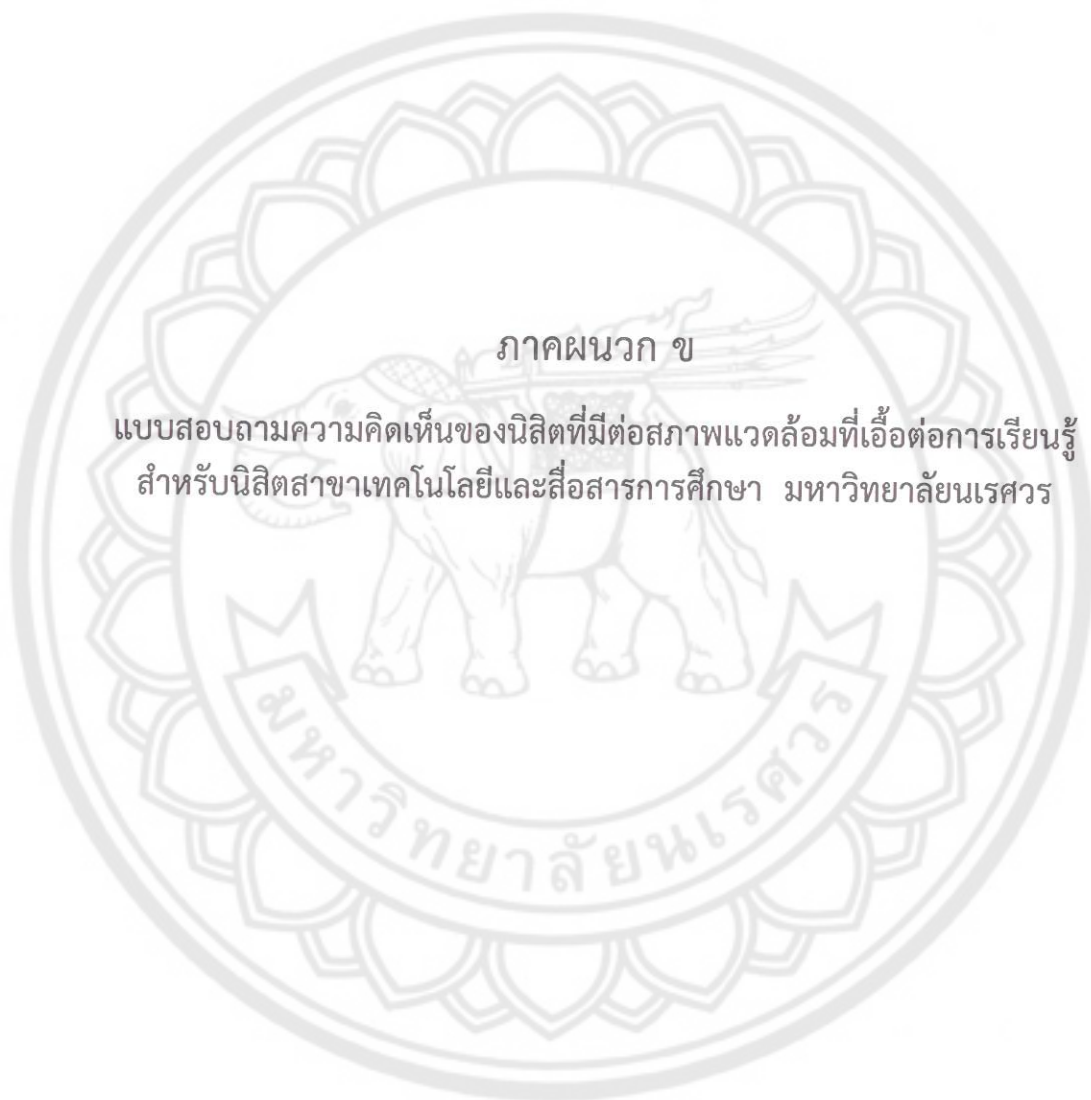 ภาคผนวก ข
แบบสอบถามความคิดเห็นของนิสิตที่มีต่อสภาพแวดล้อมที่เอื้อต่อการเรียนรู้
สำหรับนิสิตสาขาเทคโนโลยีและสื่อสารการศึกษา มหาวิทยาลัยนเรศวร
มหาวิทยาลัยนเรศวร